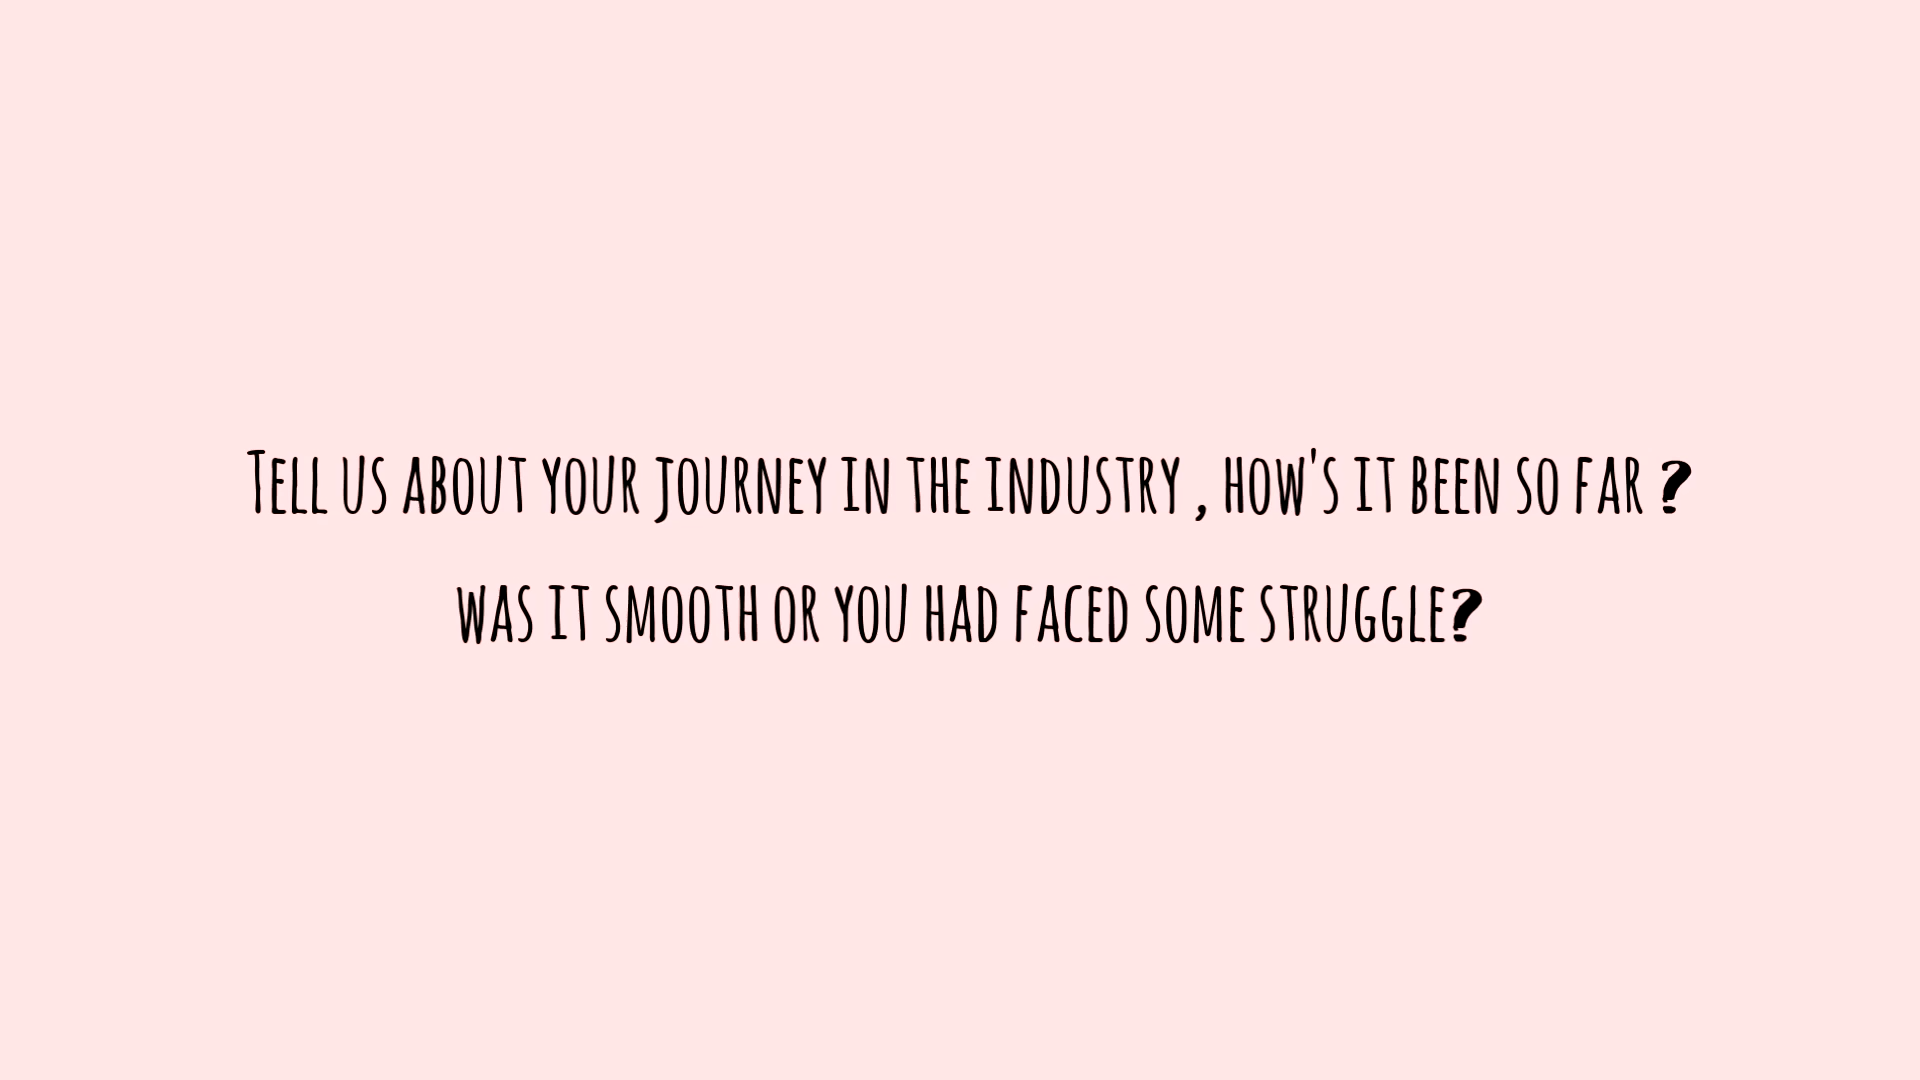 Tell us about your journey in the industry , how's it been so far ?
was it smooth or you had faced some struggle?